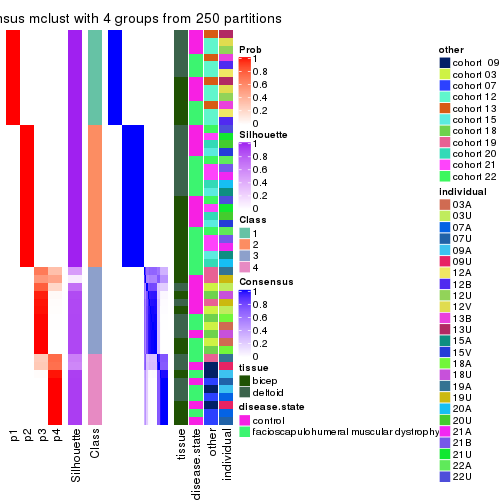 nsus mclust with 4 groups from 250 partitions
Prob
1
0.8
0.6
0.4
0.2
0
Silhouette
1
0.8
0.6
0.4
0.2
0
Class
1
2
3
4
Consensus
1
0.8
0.6
0.4
0.2
0
tissue
bicep
deltoid
disease.state
control
facioscapulohumeral muscular dystrophy
other
cohort 09
cohort 03
cohort 07
cohort 12
cohort 13
cohort 15
cohort 18
cohort 19
cohort 20
cohort 21
cohort 22
individual
03A
03U
07A
07U
09A
09U
12A
12B
12U
12V
13B
13U
15A
15V
18A
18U
19A
19U
20A
20U
21A
21B
21U
22A
22U
p1
p2
p3
p4
Silhouette
Class
tissue
disease.state
other
individual